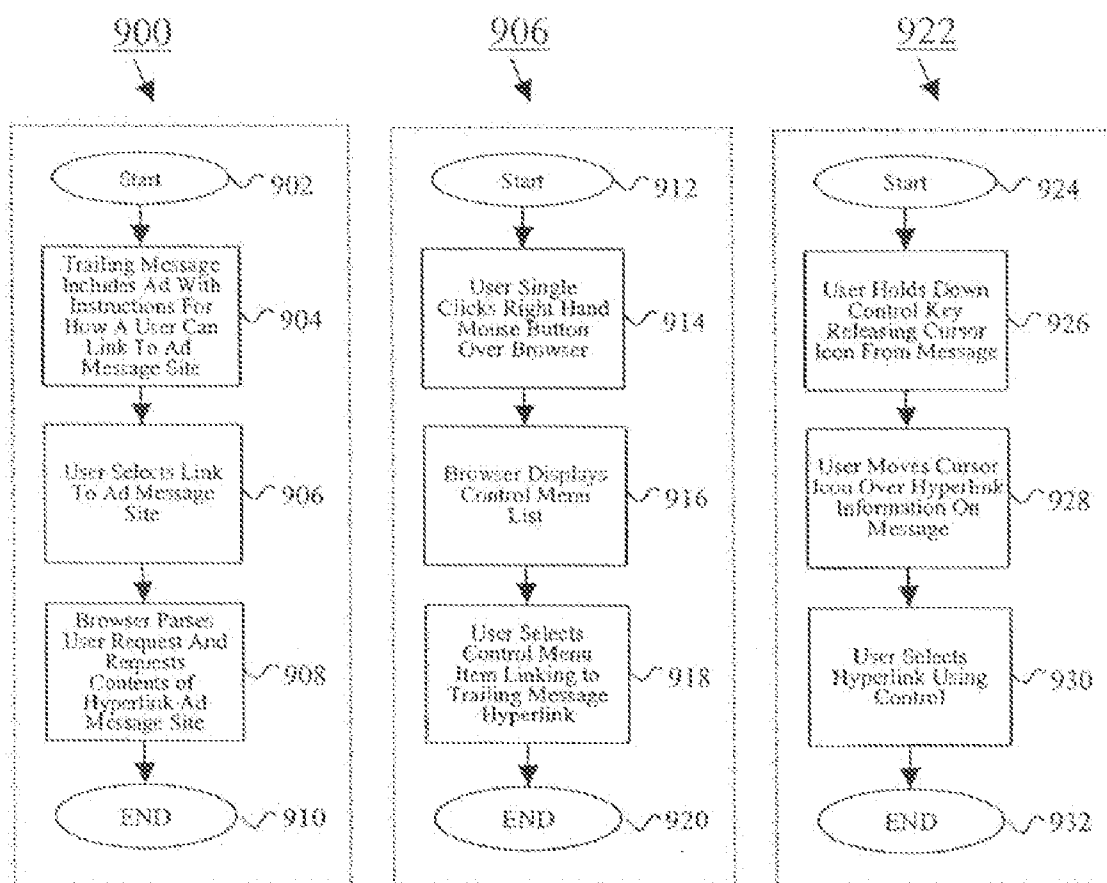 900
906
922
Start
902
Trailing Message
Includes Ad With
Instructions For
How A User Can
Link To Ad
Message Site
904
User Selects Link
To Ad Message
Site
906
Browser Parses
User Request And
Requests
Contents of
Hyperlink Ad
Message Site
908
END
910
Start
912
User Single
Clicks Right Hand
Mouse Button
Over Browser
914
Browser Displays
Control Menu
List
916
User Selects
Control Menu
Item Linking to
Trailing Message
Hyperlink
918
END
920
Start
924
User Holds Down
Control Key
Releasing Cursor
Icon From Message
926
User Moves Cursor
Icon Over Hyperlink
Information On
Message
928
User Selects
Hyperlink Using
Control
930
END
932